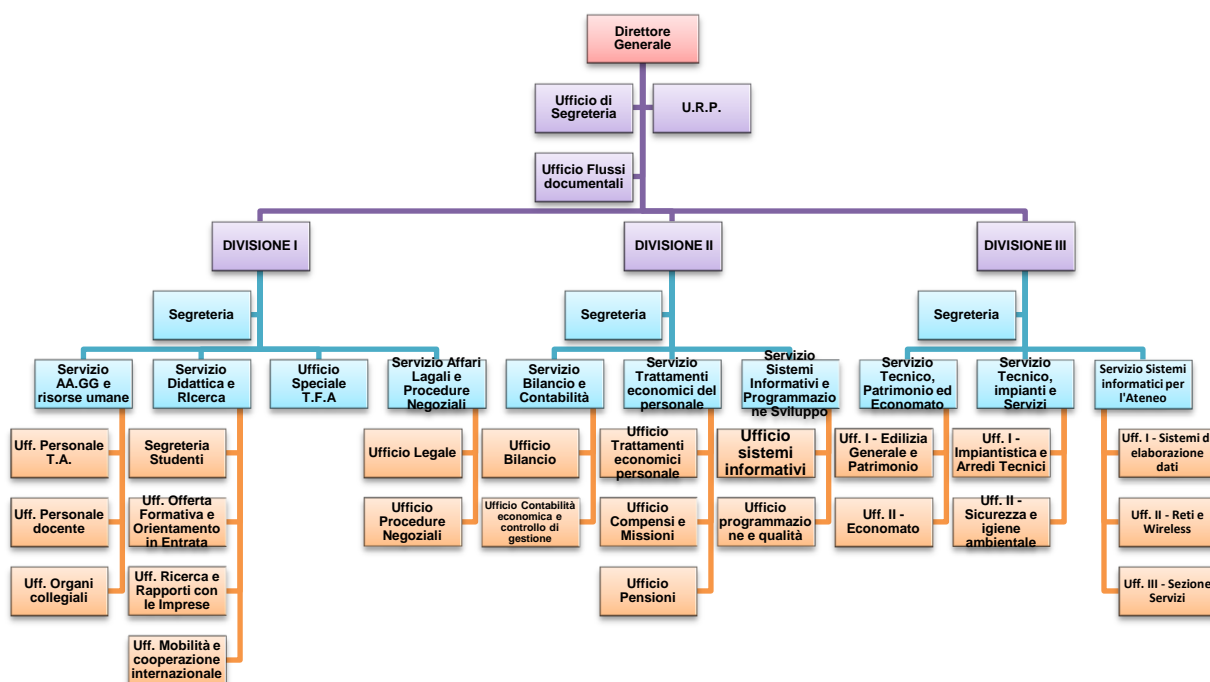 Direttore
Generale
Ufficio di
Segreteria
U.R.P.
Ufficio Flussi
documentali
DIVISIONE I
DIVISIONE II
DIVISIONE III
Segreteria
Segreteria
Segreteria
Servizio
AA.GG e
risorse umane
Servizio
Didattica e
RIcerca
Ufficio
Speciale
T.F.A
Servizio Affari
Lagali e
Procedure
Negoziali
Servizio
Bilancio e
Contabilità
Servizio
Trattamenti
economici del
personale
Servizio
Sistemi
Informativi e
Programmazio
ne Sviluppo
Servizio
Tecnico,
Patrimonio ed
Economato
Servizio
Tecnico,
impianti e
Servizi
Servizio Sistemi
informatici per
l'Ateneo
Uff. Personale
T.A.
Segreteria
Studenti
Ufficio Legale
Ufficio
Bilancio
Ufficio
Trattamenti
economici
personale
Ufficio
sistemi
informativi
Uff. I - Edilizia
Generale e
Patrimonio
Uff. I -
Impiantistica e
Arredi Tecnici
Uff. I - Sistemi di
elaborazione
dati
Uff. Personale
docente
Uff. Offerta
Formativa e
Orientamento
in Entrata
Ufficio
Procedure
Negoziali
Ufficio Contabilità
economica e
controllo di
gestione
Ufficio
Compensi e
Missioni
Ufficio
programmazio
ne e qualità
Uff. II -
Economato
Uff. II -
Sicurezza e
igiene
ambientale
Uff. II - Reti e
Wireless
Uff. Organi
collegiali
Uff. Ricerca e
Rapporti con
le Imprese
Ufficio
Pensioni
Uff. III - Sezione
Servizi
Uff. Mobilità e
cooperazione
internazionale